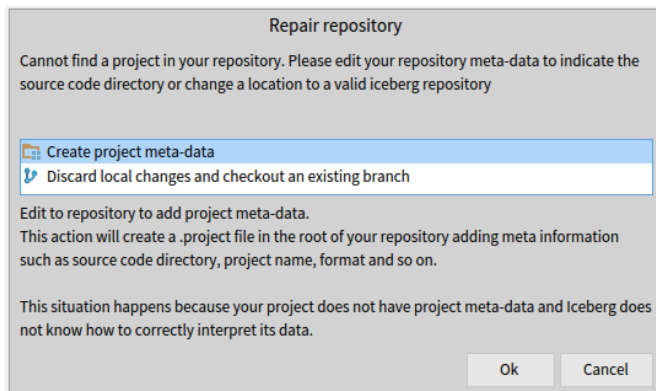 Repair repository
Cannot find a project in your repository. Please edit your repository meta-data to indicate the
source code directory or change a location to a valid iceberg repository
Create project meta-data
Discard local changes and checkout an existing branch
Edit to repository to add project meta-data.
This action will create a .project file in the root of your repository adding meta information
such as source code directory, project name, format and so on.
This situation happens because your project does not have project meta-data and Iceberg does
not know how to correctly interpret its data.
Ok
Cancel